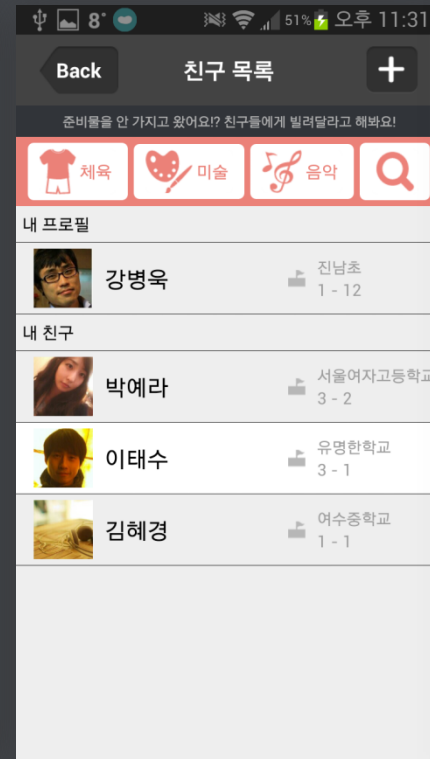 8°
51% 오후 11:31
Back 친구 목록
준비물을 안 가지고 왔어요!? 친구들에게 빌려달라고 해봐요!
체육 미술 음악
내 프로필
강병욱 진남초
1 - 12
내 친구
박예라 서울여자고등학교
3 - 2
이태수 유명한학교
3 - 1
김혜경 여수중학교
1 - 1